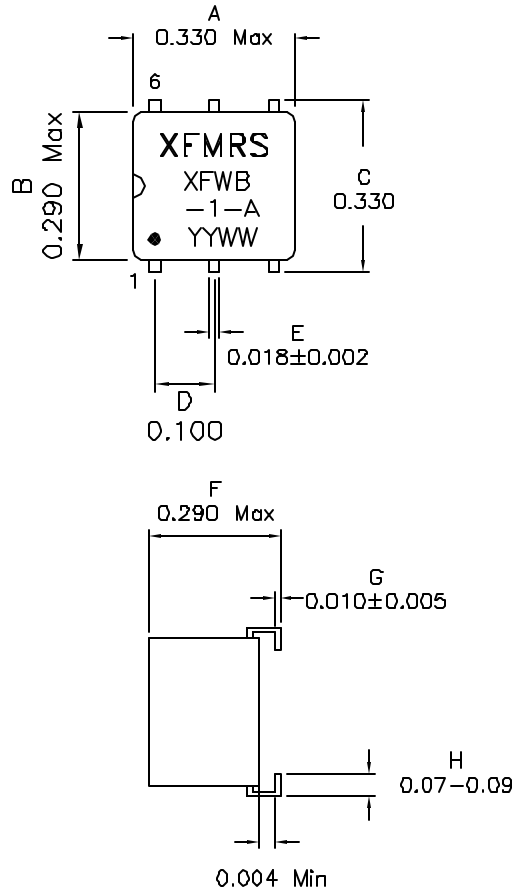 A
0.330 Max
6
XFMRS
XFWB
-1-A
YYWW
B
0.290 Max
C
0.330
1
E
0.018±0.002
D
0.100
F
0.290 Max
G
0.010±0.005
H
0.07-0.09
0.004 Min